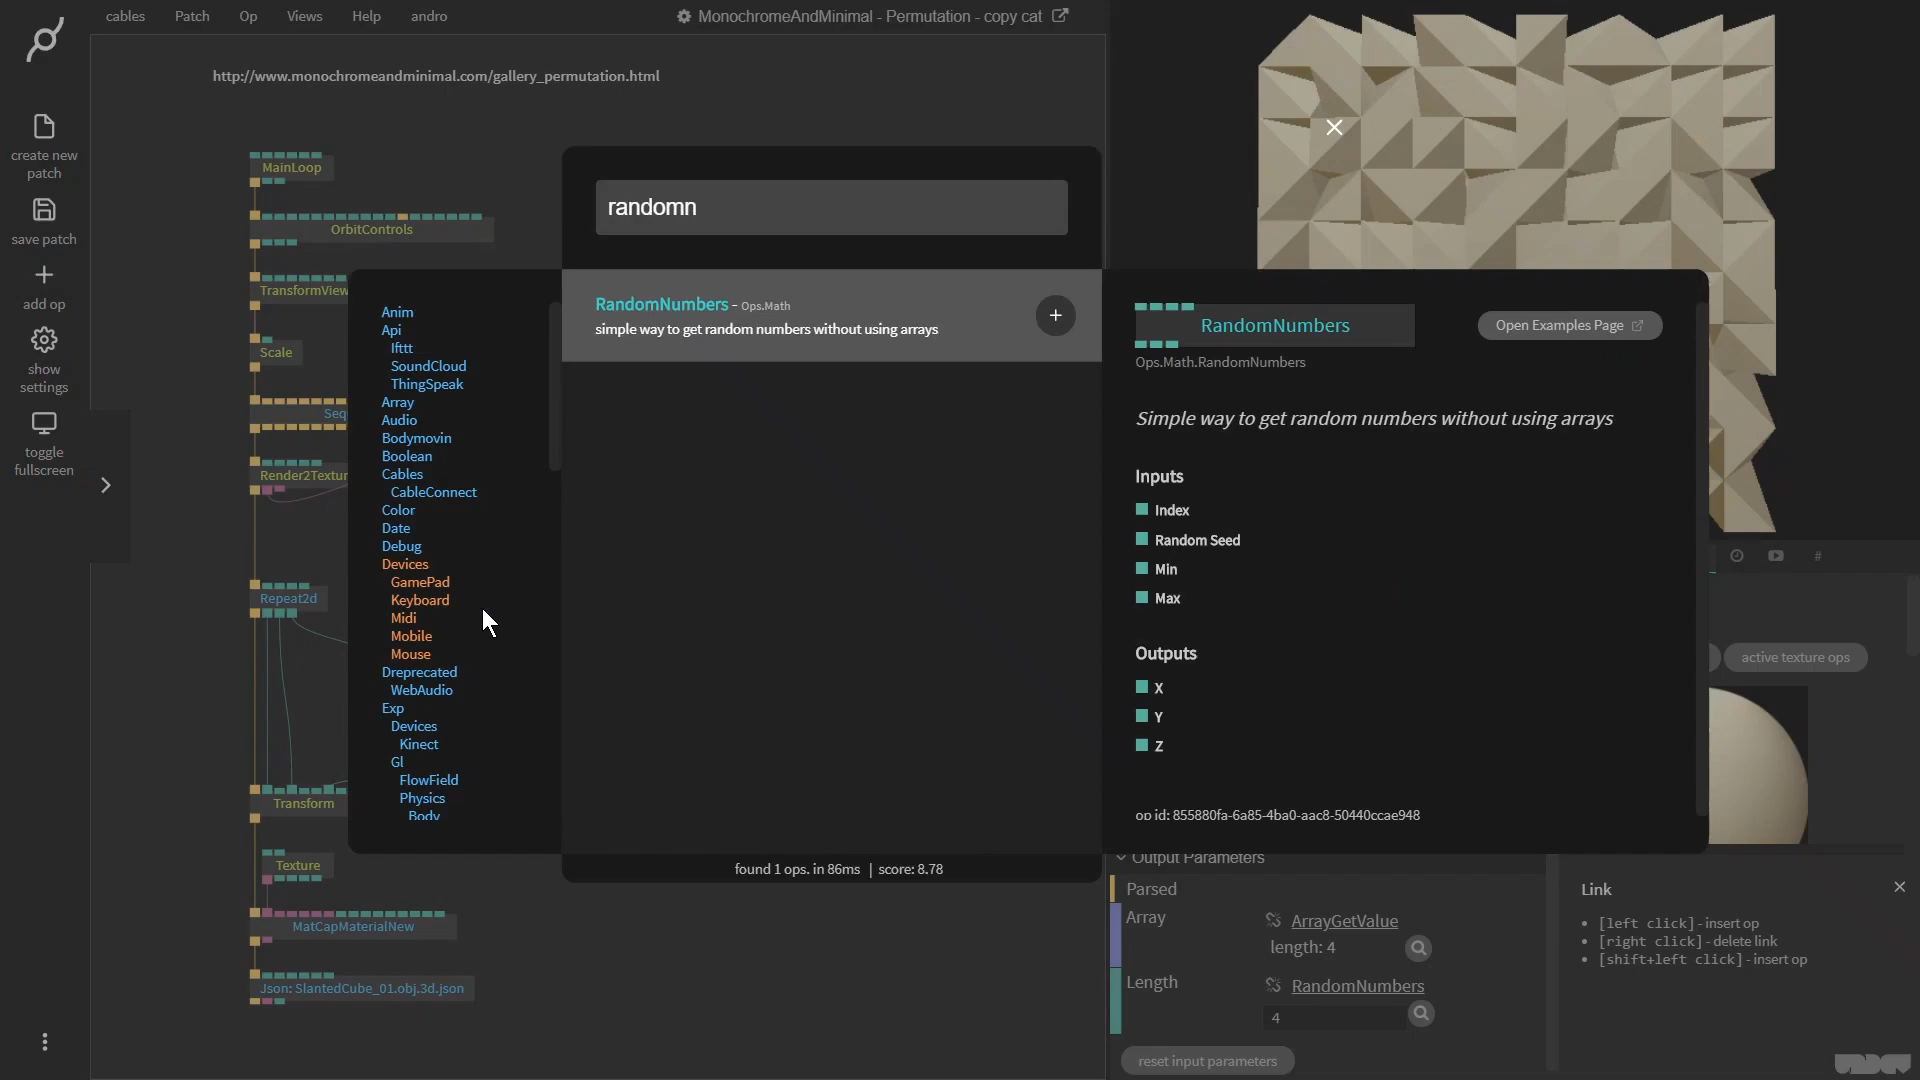 cables
Patch
Op
Views
Help
andro
MonochromeAndMinimal - Permutation - copy cat
http://www.monochromeandminimal.com/gallery_permutation.html
create new
patch
save patch
add op
show
settings
toggle
fullscreen
MainLoop
OrbitControls
TransformView
Scale
Seq
Render2Textur
Repeat2d
Transform
Texture
MatCapMaterialNew
Json: SlantedCube_01.obj.3d.json
Anim
Api
Ifttt
SoundCloud
ThingSpeak
Array
Audio
Bodymovin
Boolean
Cables
CableConnect
Color
Date
Debug
Devices
GamePad
Keyboard
Midi
Mobile
Mouse
Dreprecated
WebAudio
Exp
Devices
Kinect
Gl
FlowField
Physics
Body
randomn
RandomNumbers - Ops.Math
simple way to get random numbers without using arrays
+
found 1 ops. in 86ms | score: 8.78
RandomNumbers
Open Examples Page
Ops.Math.RandomNumbers
Simple way to get random numbers without using arrays
Inputs
Index
Random Seed
Min
Max
Outputs
X
Y
Z
op id: 855880fa-6a85-4ba0-aac8-50440ccae948
#
active texture ops
Output Parameters
Parsed
Array
ArrayGetValue
length: 4
Length
RandomNumbers
4
reset input parameters
Link
• [left click] - insert op
• [right click] - delete link
• [shift+left click] - insert op